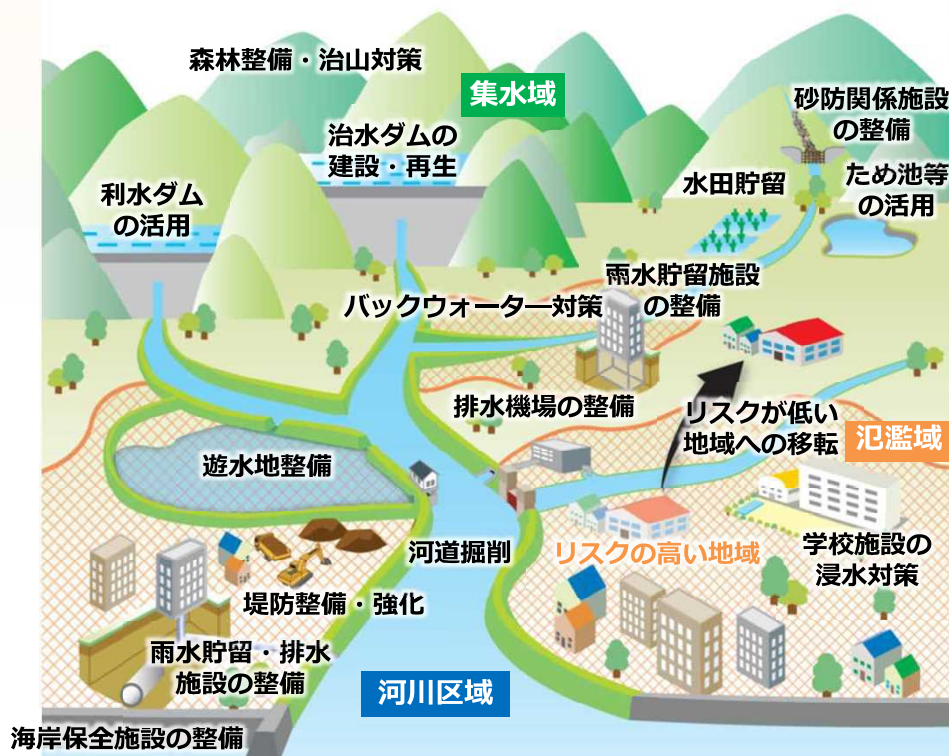 森林整備・治山対策
集水域
砂防関係施設
の整備
治水ダムの
建設・再生
水田貯留
ため池等
の活用
利水ダム
の活用
雨水貯留施設
の整備
バックウォーター対策
排水機場の整備
リスクが低い
地域への移転
氾濫域
遊水地整備
河道掘削
リスクの高い地域
学校施設の
浸水対策
堤防整備・強化
雨水貯留・排水
施設の整備
河川区域
海岸保全施設の整備